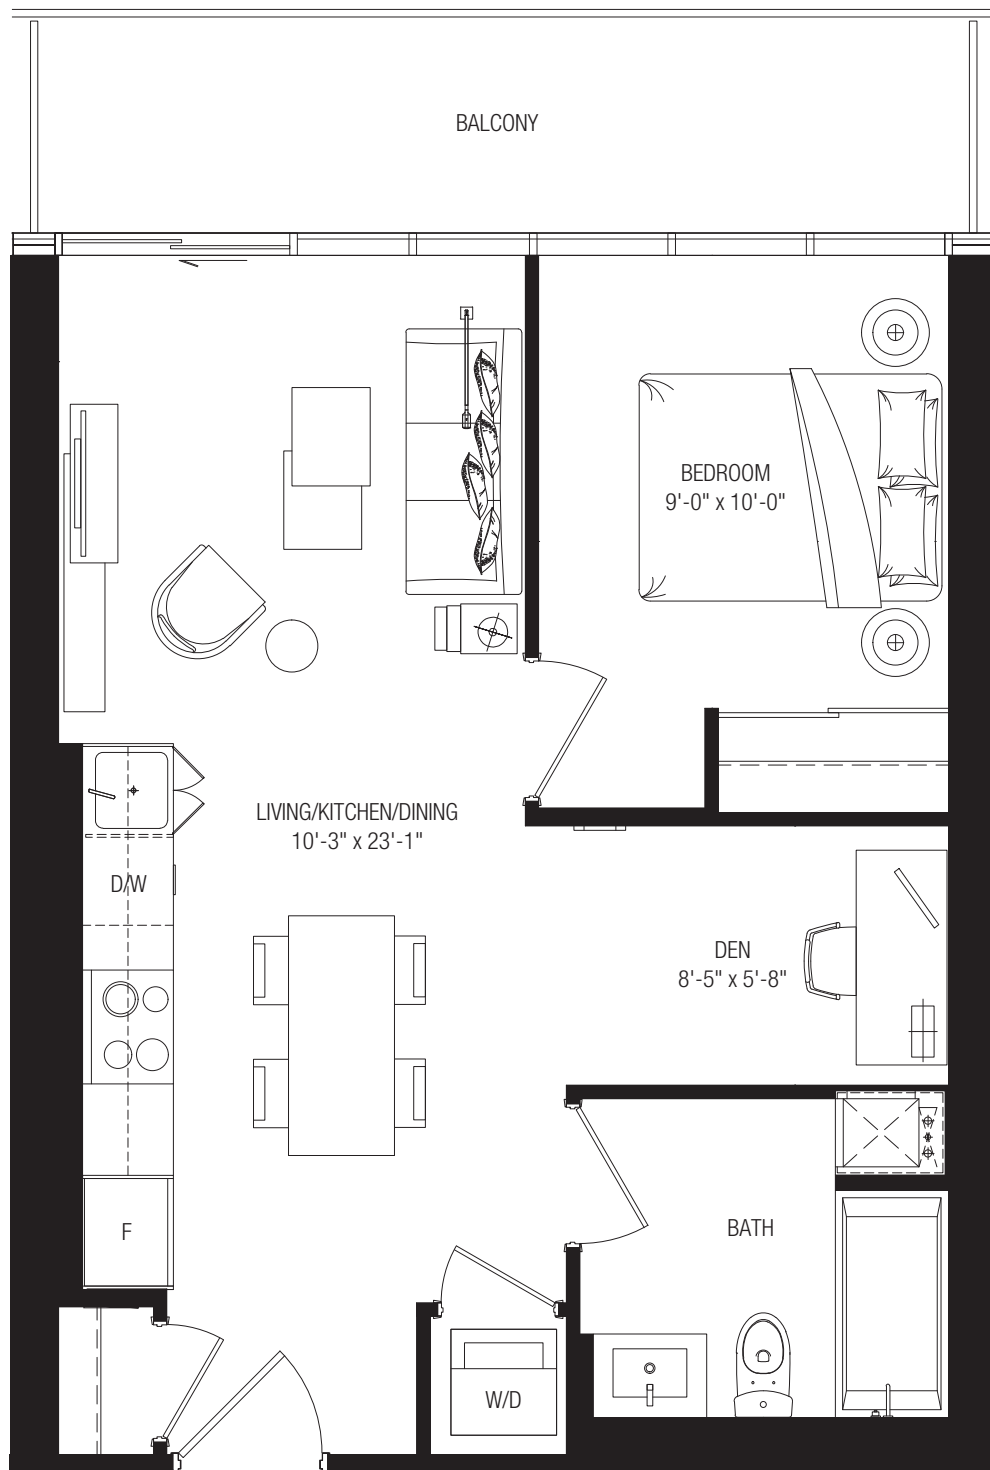 BALCONY
BEDROOM
9'-0" x 10'-0"
LIVING/KITCHEN/DINING
10'-3" x 23'-1"
D/W
DEN
8'-5" x 5'-8"
F
BATH
W/D